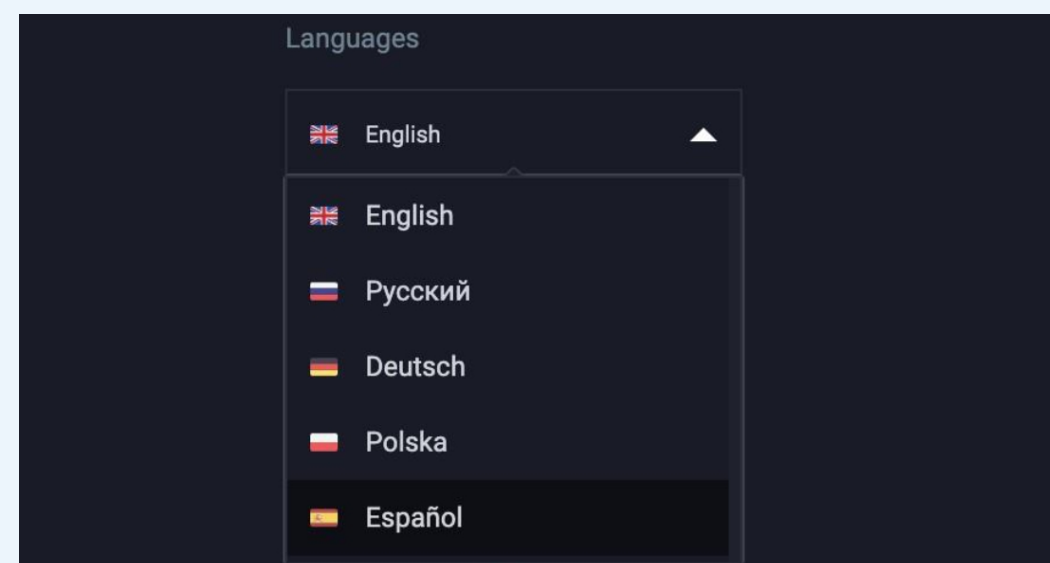 Languages
English
English
Русский
Deutsch
Polska
Español